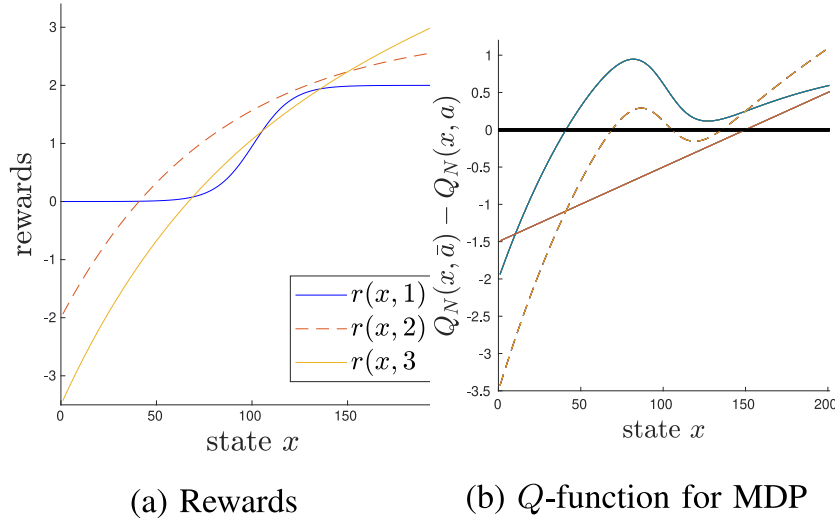 3
2
1
0
-1
-2
-3
0
50
100
150
rewards
state x
r(x, 1)
r(x, 2)
r(x, 3
(a) Rewards
1
0.5
0
-0.5
-1
-1.5
-2
-2.5
-3
-3.5
0
50
100
150
200
Q_N(x, ā) − Q_N(x, a)
state x
(b) Q-function for MDP